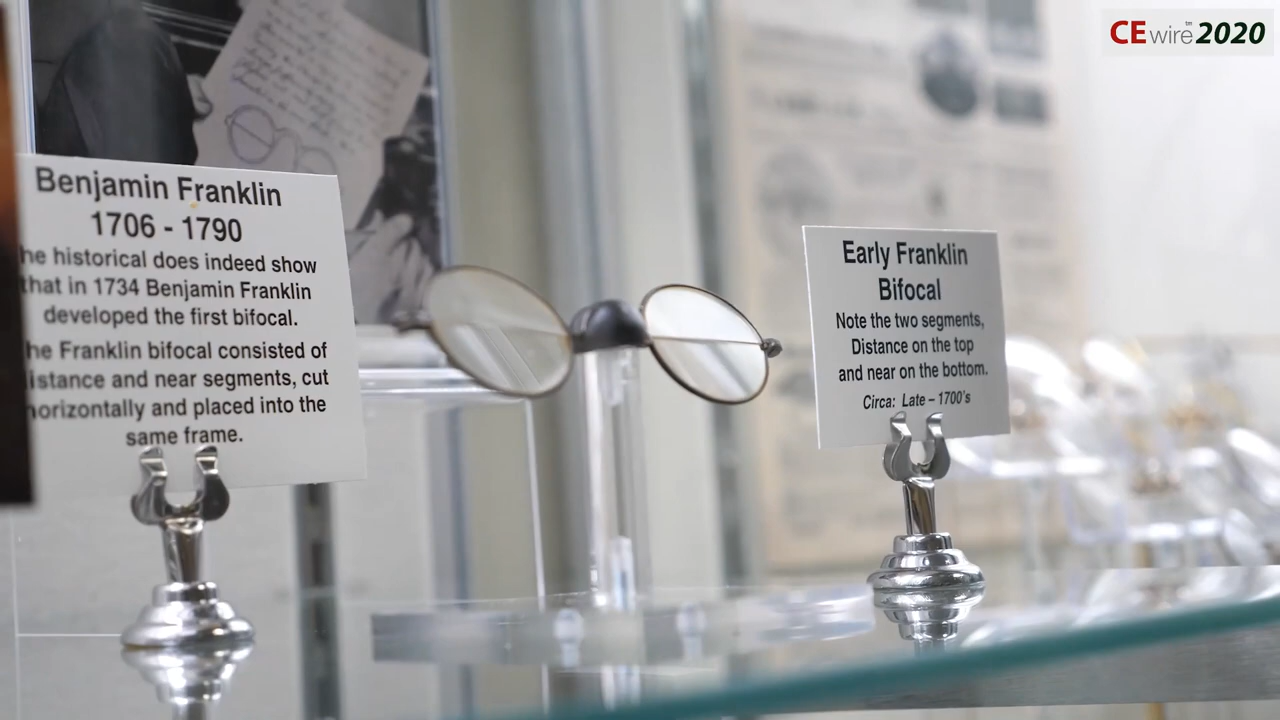 CEwire™2020
Benjamin Franklin
1706 - 1790
he historical does indeed show
that in 1734 Benjamin Franklin
developed the first bifocal.
he Franklin bifocal consisted of
istance and near segments, cut
horizontally and placed into the
same frame.
Early Franklin
Bifocal
Note the two segments,
Distance on the top
and near on the bottom.
Circa: Late – 1700's